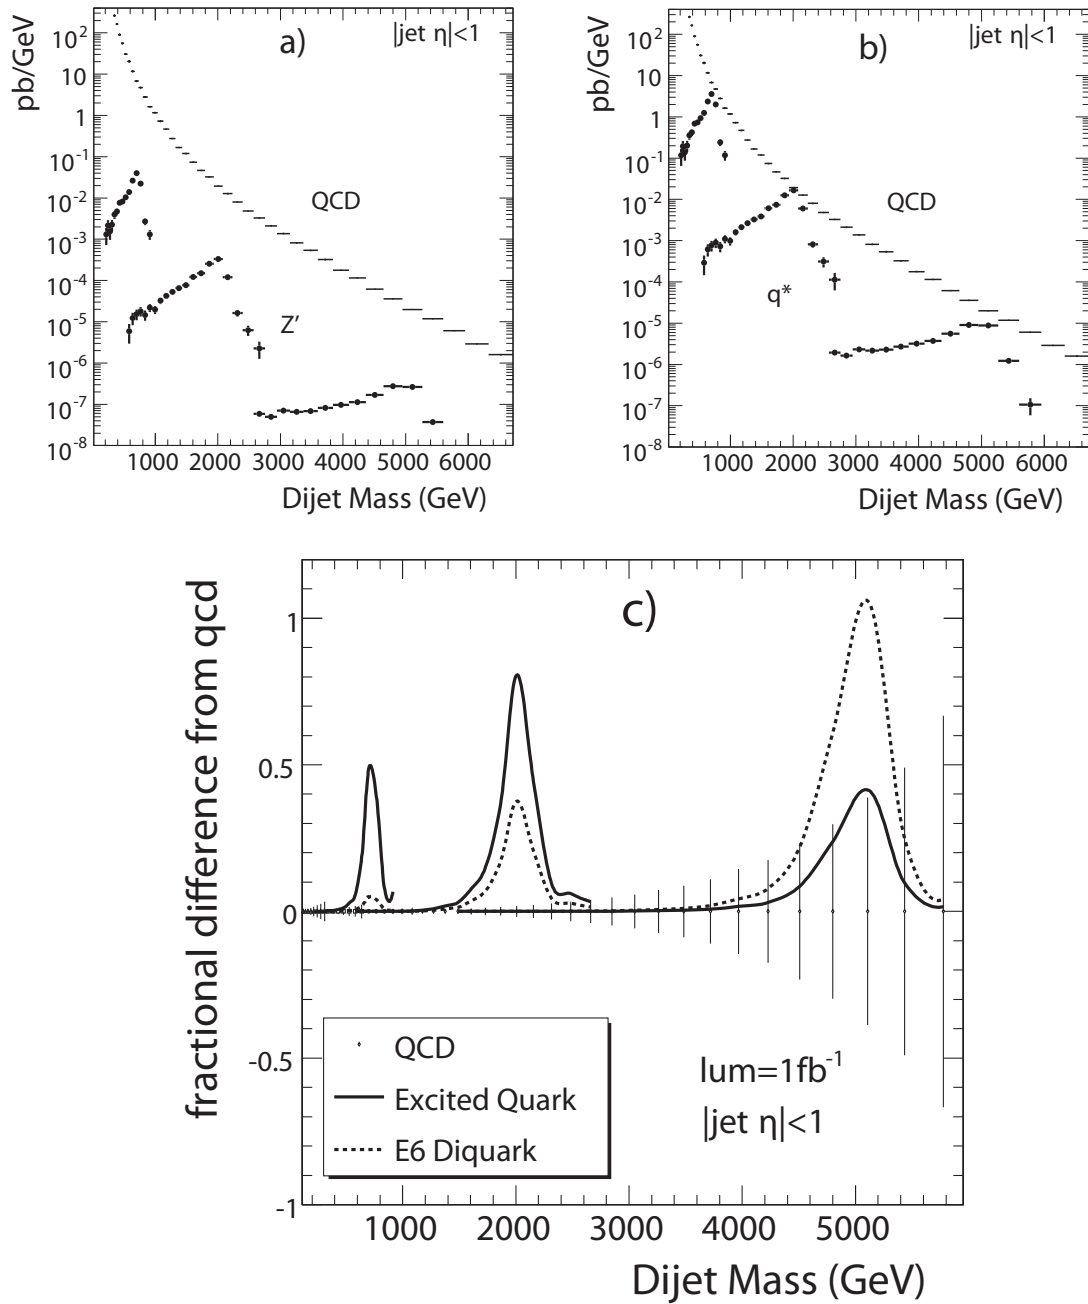 a)
|jet η|<1
pb/GeV
10²
10
1
10⁻¹
10⁻²
10⁻³
10⁻⁴
10⁻⁵
10⁻⁶
10⁻⁷
10⁻⁸
QCD
Z'
1000 2000 3000 4000 5000 6000
Dijet Mass (GeV)
b)
|jet η|<1
pb/GeV
10²
10
1
10⁻¹
10⁻²
10⁻³
10⁻⁴
10⁻⁵
10⁻⁶
10⁻⁷
10⁻⁸
QCD
q*
1000 2000 3000 4000 5000 6000
Dijet Mass (GeV)
c)
fractional difference from qcd
1
0.5
0
-0.5
-1
QCD
Excited Quark
E6 Diquark
lum=1fb⁻¹
|jet η|<1
1000 2000 3000 4000 5000
Dijet Mass (GeV)